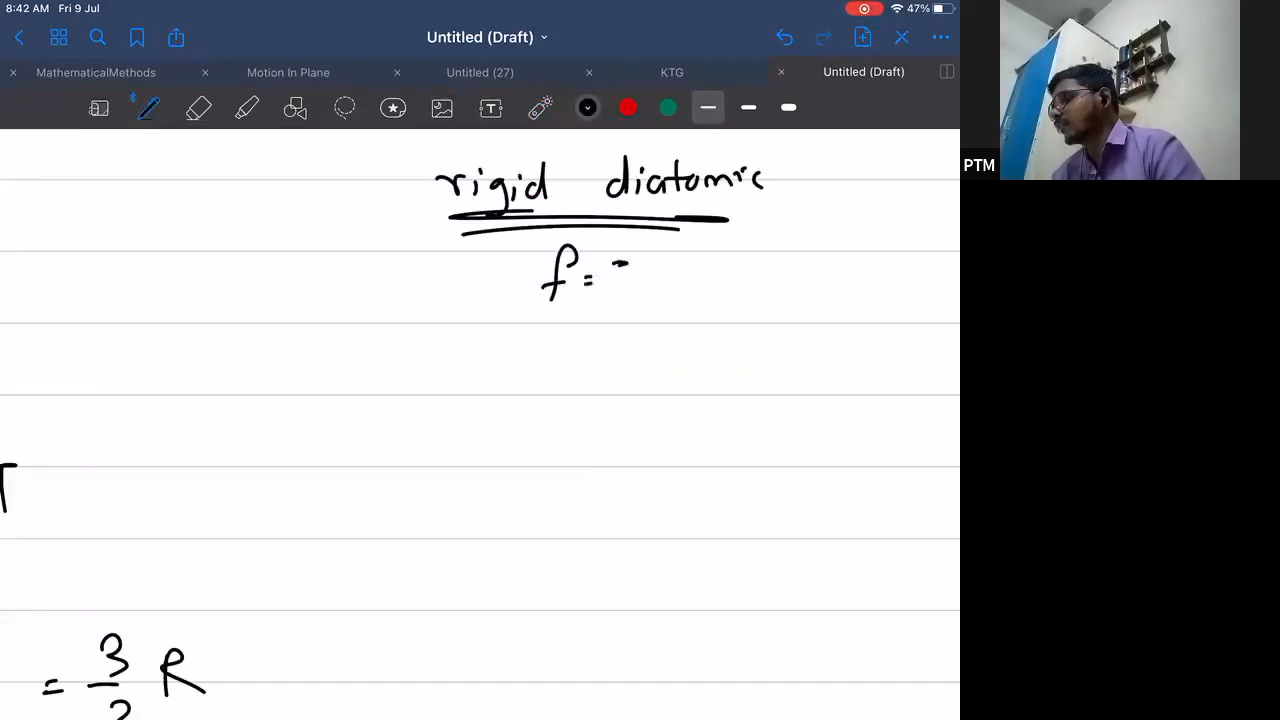 8:42 AM Fri 9 Jul
47%
Untitled (Draft)
MathematicalMethods
Motion In Plane
Untitled (27)
KTG
Untitled (Draft)
T
PTM
rigid diatomic
f =
T
= 3 R